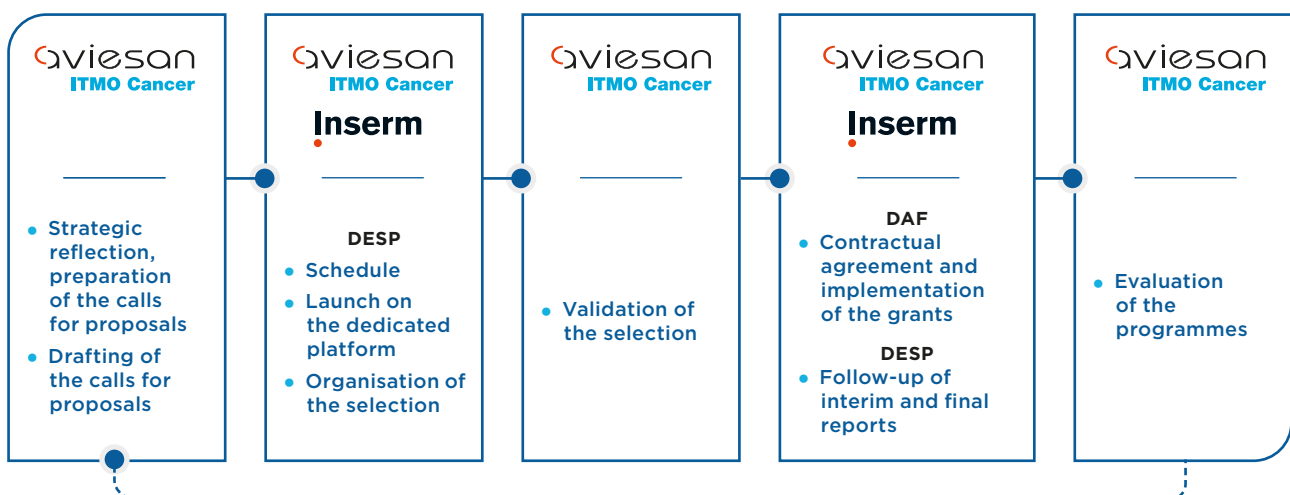 aviesan
ITMO Cancer
Strategic
reflection,
preparation
of the calls
for proposals
Drafting of
the calls for
proposals
aviesan
ITMO Cancer
Inserm
DESP
Schedule
Launch on
the dedicated
platform
Organisation of
the selection
aviesan
ITMO Cancer
Validation of
the selection
aviesan
ITMO Cancer
Inserm
DAF
Contractual
agreement and
implementation
of the grants
DESP
Follow-up of
interim and final
reports
aviesan
ITMO Cancer
Evaluation
of the
programmes